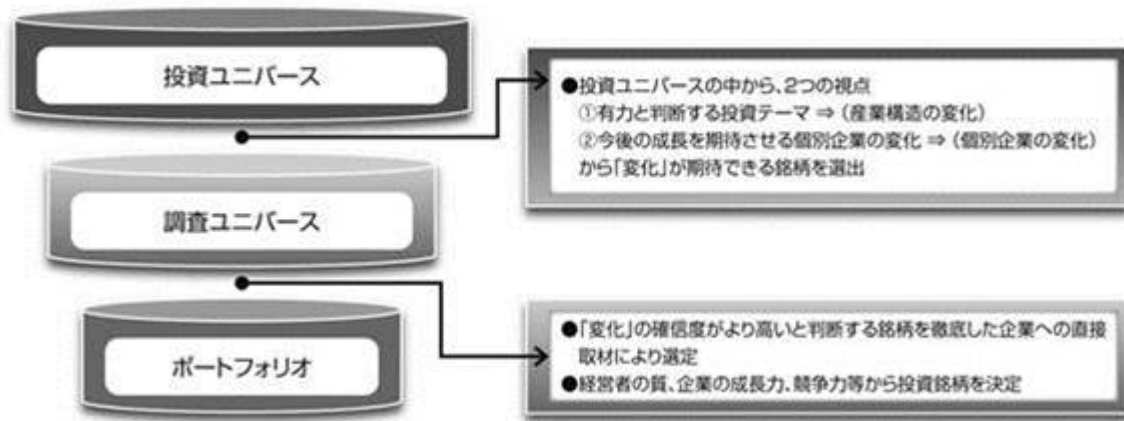 投資ユニバース
●投資ユニバースの中から、2つの視点
①有力と判断する投資テーマ ⇒ (産業構造の変化)
②今後の成長を期待させる個別企業の変化 ⇒ (個別企業の変化)
から「変化」が期待できる銘柄を選出
調査ユニバース
●「変化」の確信度がより高いと判断する銘柄を徹底した企業への直接
取材により選定
●経営者の質、企業の成長力、競争力等から投資銘柄を決定
ポートフォリオ